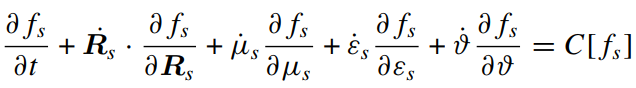 ∂f_s/∂t + Ṙ_s · ∂f_s/∂R_s + μ̇_s ∂f_s/∂μ_s + ε̇_s ∂f_s/∂ε_s + ϑ̇ ∂f_s/∂ϑ = C[f_s]